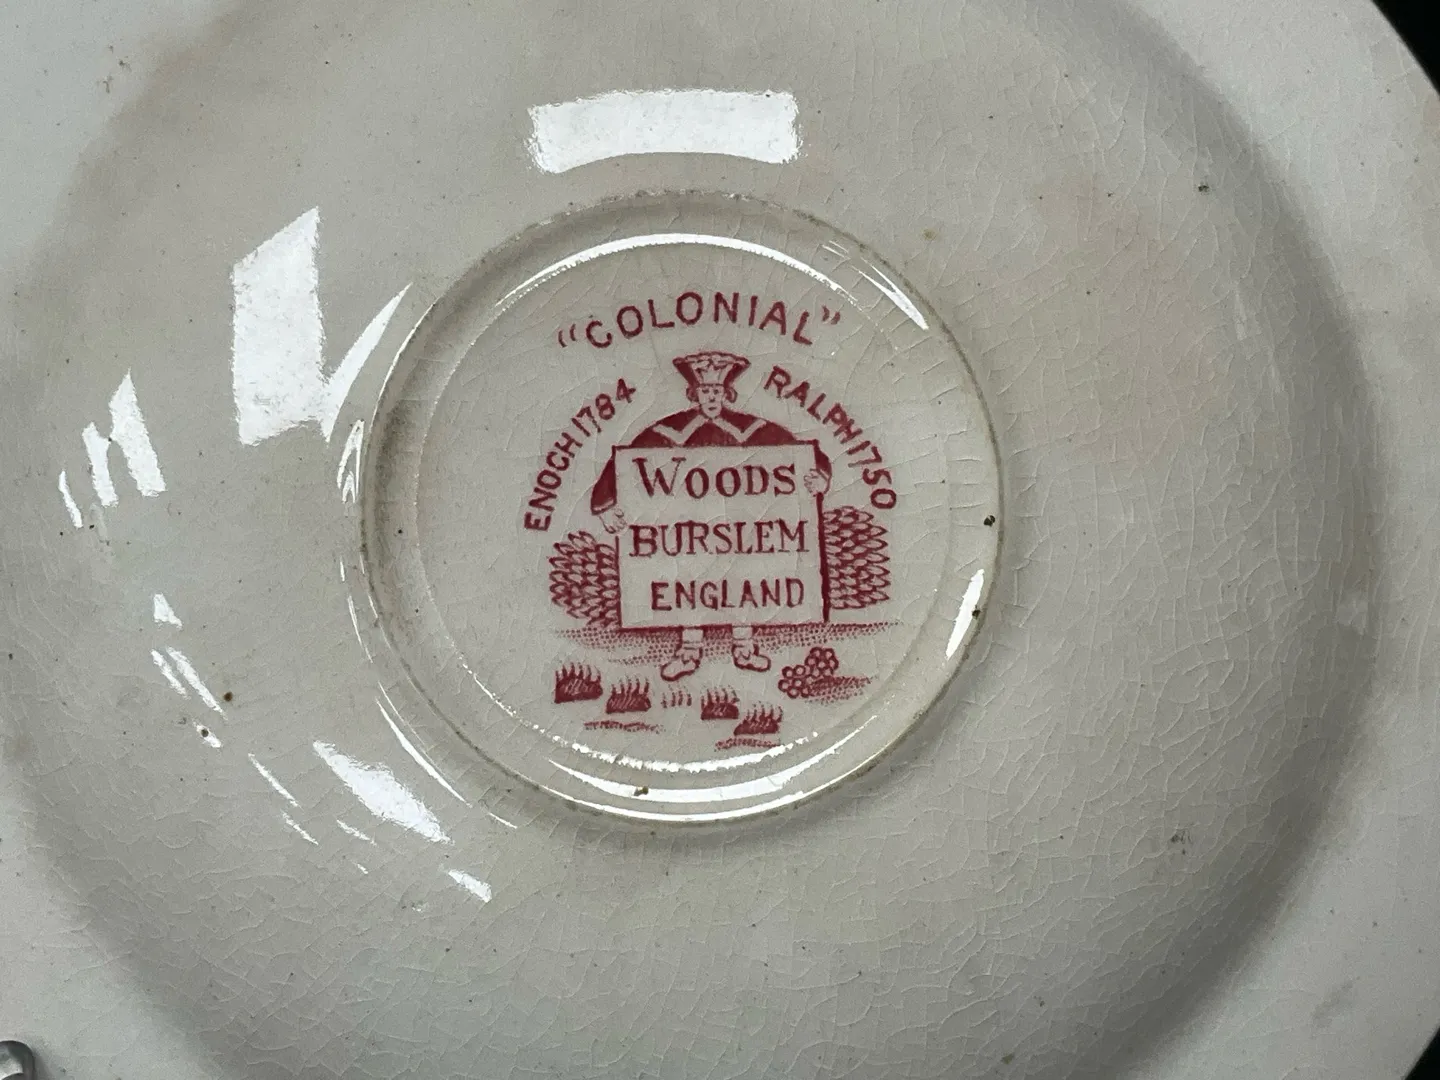 "COLONIAL"
ENOCH 1784
RALPH 1750
WOODS
BURSLEM
ENGLAND